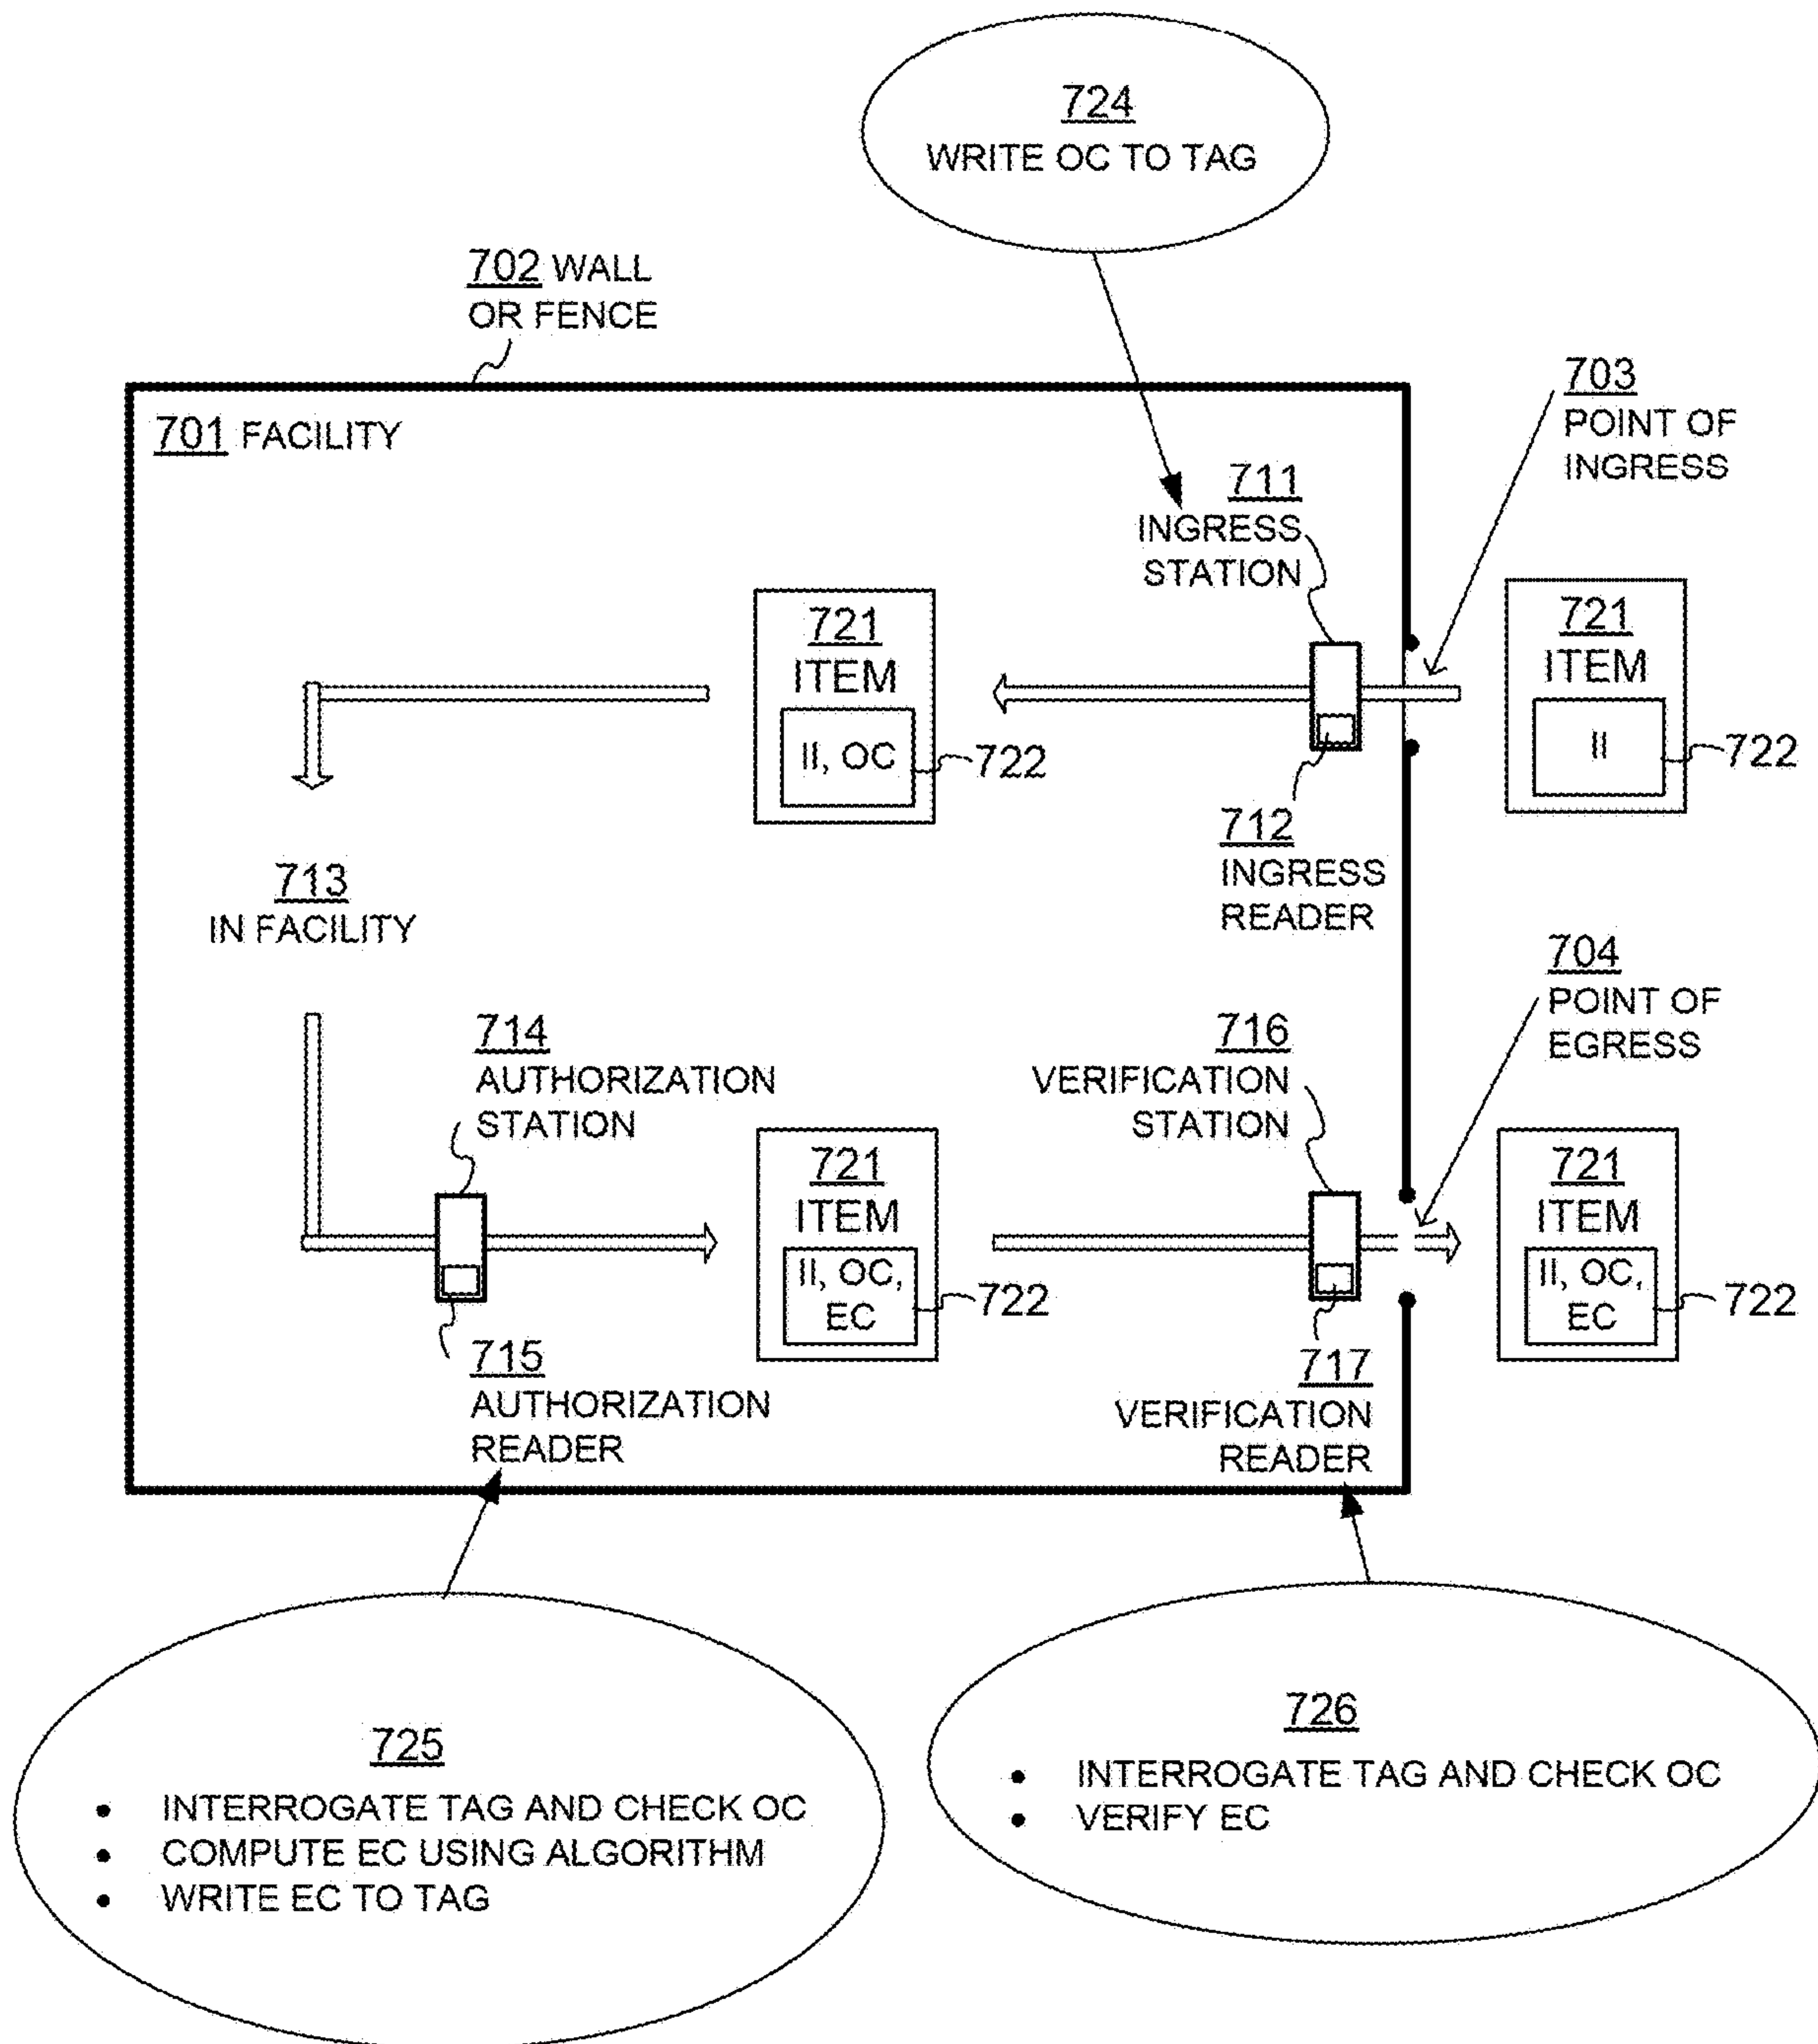 724
WRITE OC TO TAG
702 WALL
OR FENCE
703
POINT OF
INGRESS
701 FACILITY
711
INGRESS
STATION
721
ITEM
II, OC
722
721
ITEM
II
722
712
INGRESS
READER
713
IN FACILITY
704
POINT OF
EGRESS
714
AUTHORIZATION
STATION
716
VERIFICATION
STATION
721
ITEM
II, OC,
EC
722
721
ITEM
II, OC,
EC
722
715
AUTHORIZATION
READER
717
VERIFICATION
READER
725
• INTERROGATE TAG AND CHECK OC
• COMPUTE EC USING ALGORITHM
• WRITE EC TO TAG
726
• INTERROGATE TAG AND CHECK OC
• VERIFY EC